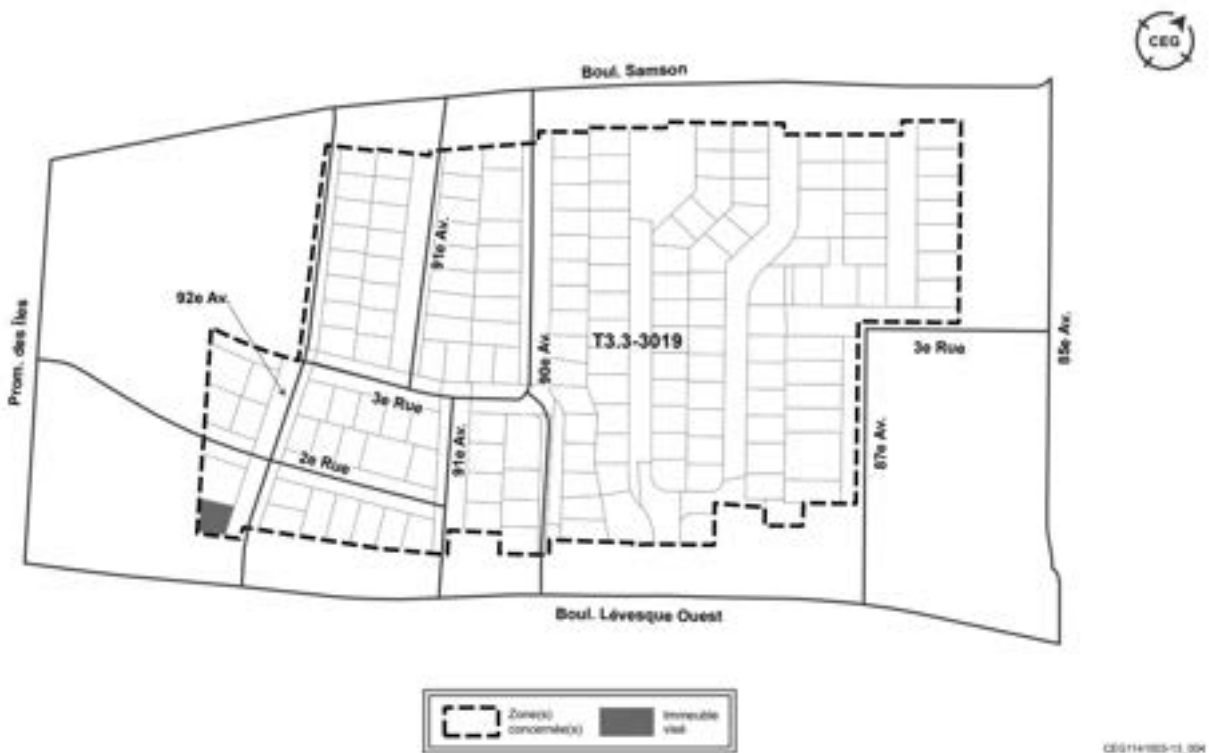 CEG
Boul. Samson
91e Av.
92e Av.
Prom. des Îles
90e Av.
T3.3-3019
3e Rue
85e Av.
3e Rue
91e Av.
87e Av.
2e Rue
Boul. Lévesque Ouest
Zone(s)
concernée(s)
Immeuble
visé